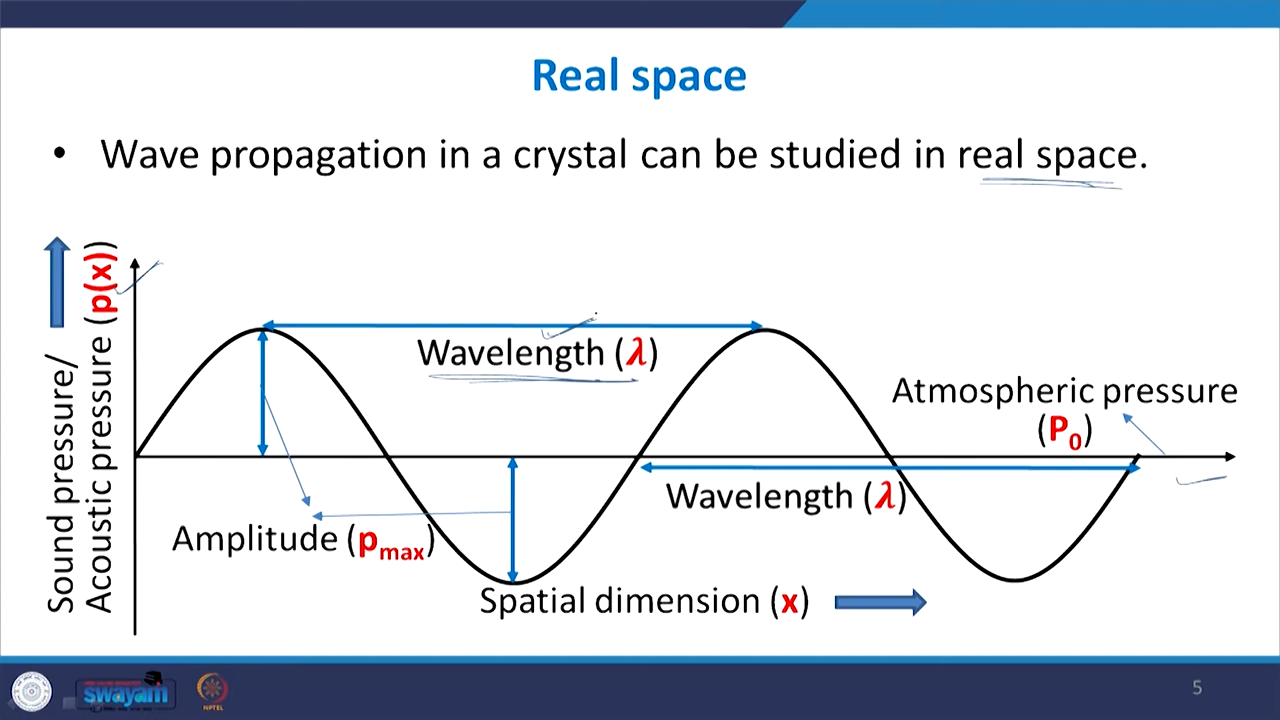 Real space
• Wave propagation in a crystal can be studied in real space.
Sound pressure/
Acoustic pressure (p(x))
Wavelength (λ)
Atmospheric pressure
(P₀)
Wavelength (λ)
Amplitude (pₘₐₓ)
Spatial dimension (x)
swayam
NPTEL
5